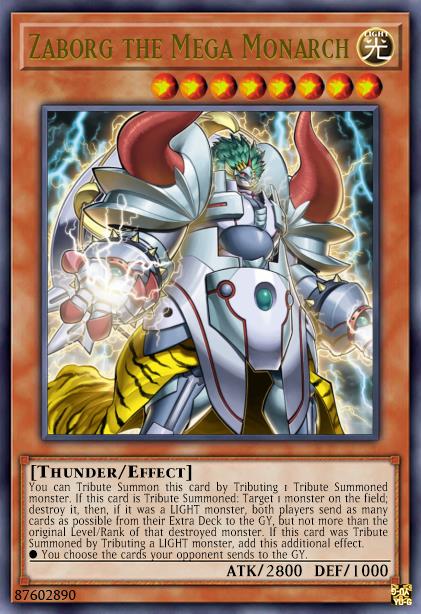 ZABORG THE MEGA MONARCH
LIGHT
光
[THUNDER/EFFECT]
You can Tribute Summon this card by Tributing 1 Tribute Summoned
monster. If this card is Tribute Summoned: Target 1 monster on the field;
destroy it, then, if it was a LIGHT monster, both players send as many
cards as possible from their Extra Deck to the GY, but not more than the
original Level/Rank of that destroyed monster. If this card was Tribute
Summoned by Tributing a LIGHT monster, add this additional effect.
● You choose the cards your opponent sends to the GY.
ATK/2800 DEF/1000
87602890